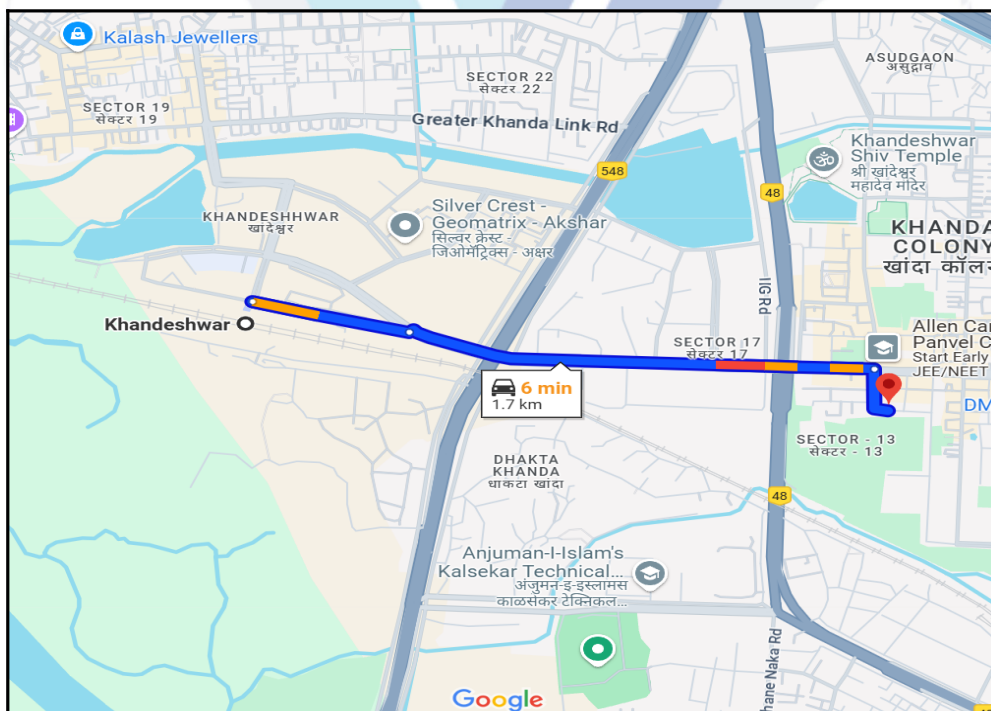 Kalash Jewellers
SECTOR 19
सेक्टर 19
SECTOR 22
सेक्टर 22
ASUDGAON
असुद्गाव
Greater Khanda Link Rd
548
48
Khandeshwar
Shiv Temple
श्री खांदेश्वर
महादेव मंदिर
KHANDESHHWAR
खांदेश्वर
Silver Crest -
Geomatrix - Akshar
सिल्वर क्रेस्ट -
जिओमॅट्रिक्स - अक्षर
KHANDA
COLONY
खांदा कॉलन
IIG Rd
Khandeshwar
SECTOR 17
सेक्टर 17
Allen Car
Panvel C
Start Early
JEE/NEET
6 min
1.7 km
DM
SECTOR - 13
सेक्टर - 13
DHAKTA
KHANDA
धाकटा खांदा
48
Anjuman-I-Islam's
Kalsekar Technical...
अंजुमन-इ-इस्लामस
काळसेकर टेक्निकल...
hane Naka Rd
Google